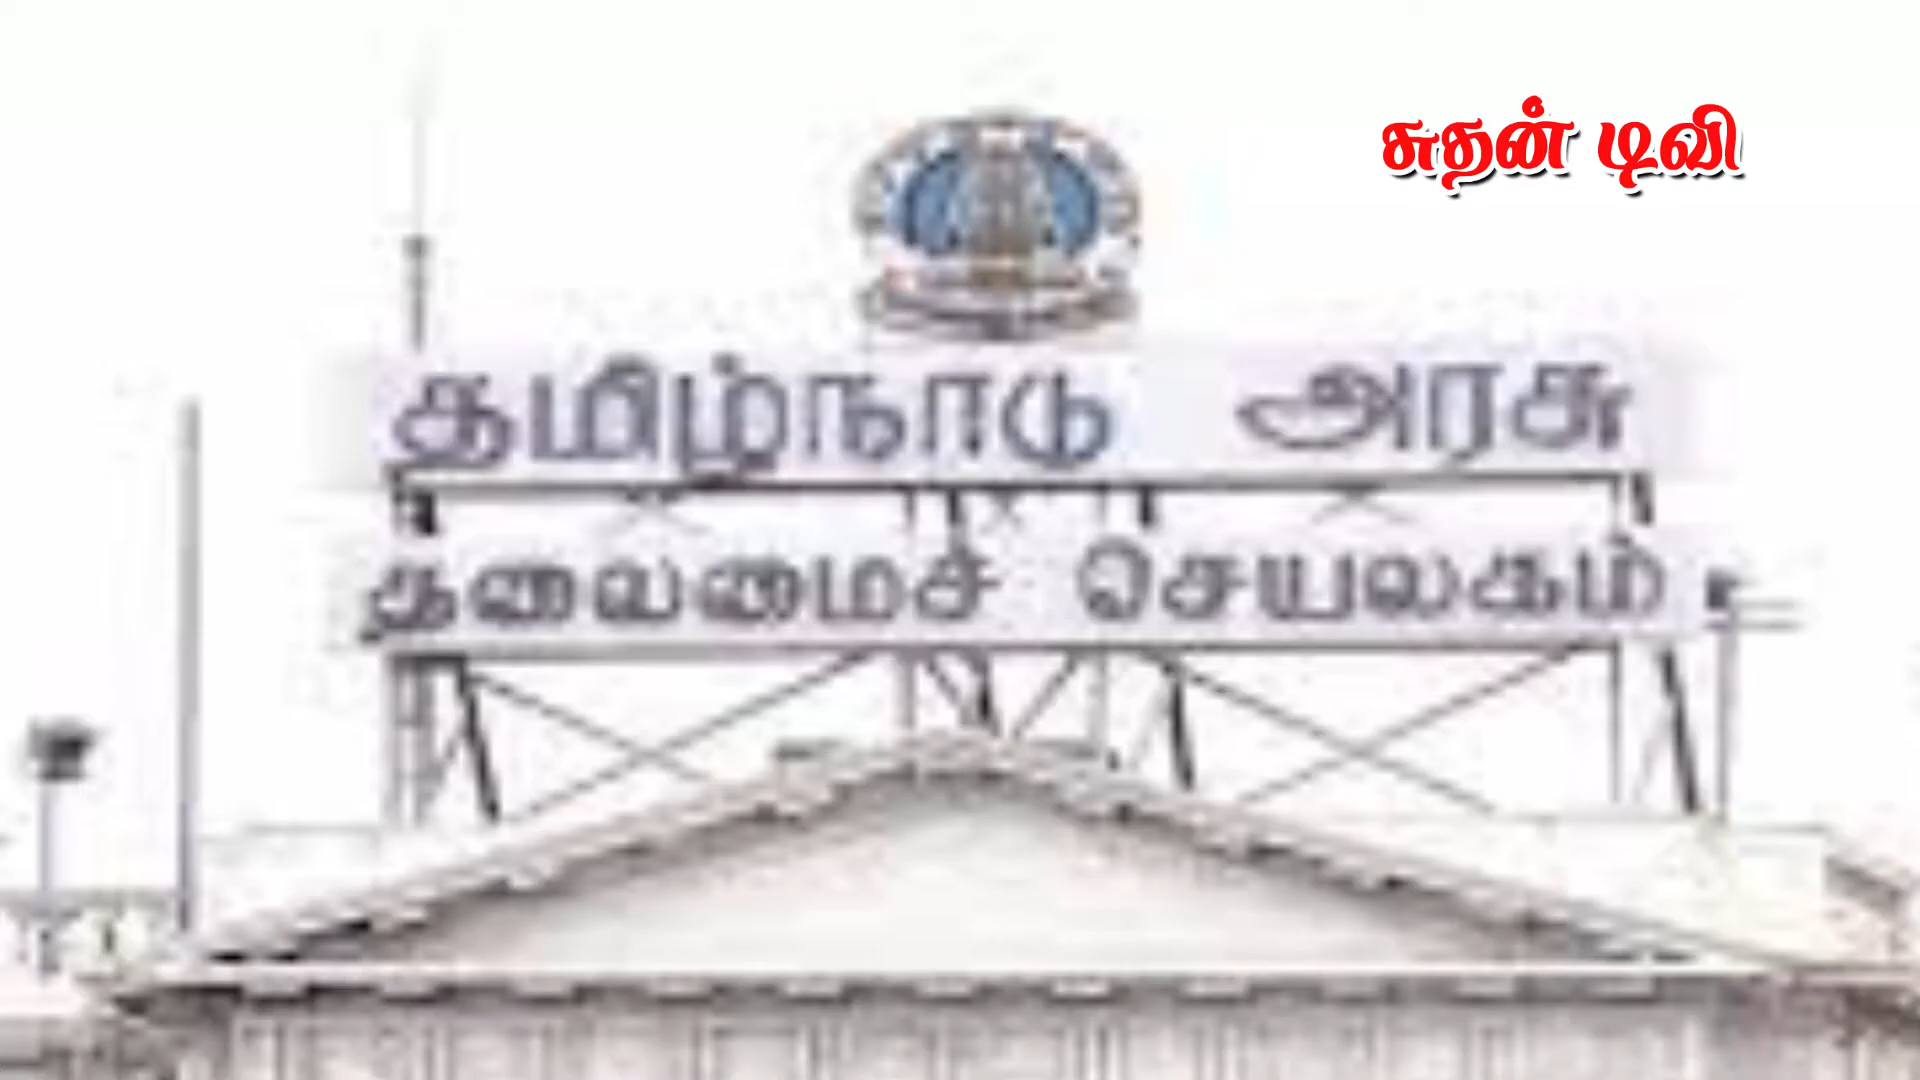 சுதன் டிவி
தமிழ்நாடு அரசு
தலைமைச் செயலகம்